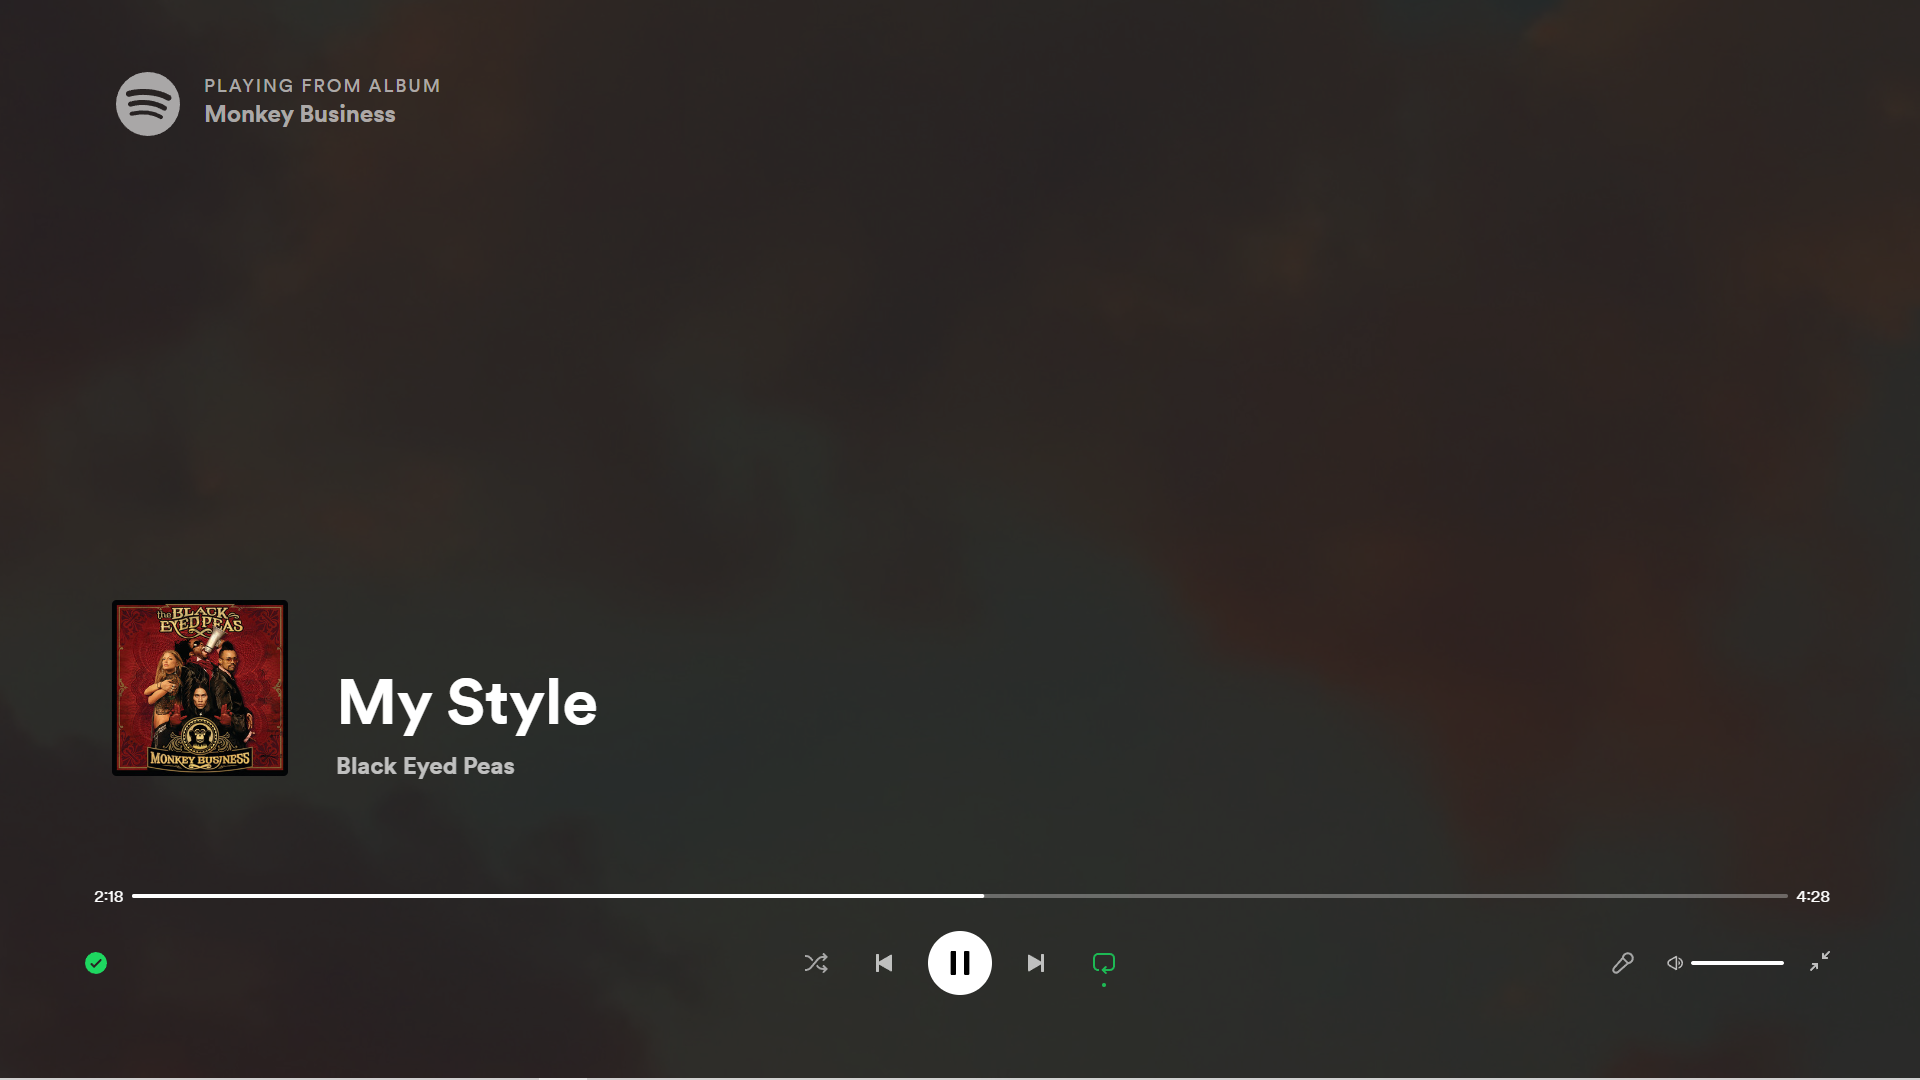 PLAYING FROM ALBUM
Monkey Business
the BLACK
EYED PEAS
MONKEY BUSINESS
My Style
Black Eyed Peas
2:18
4:28